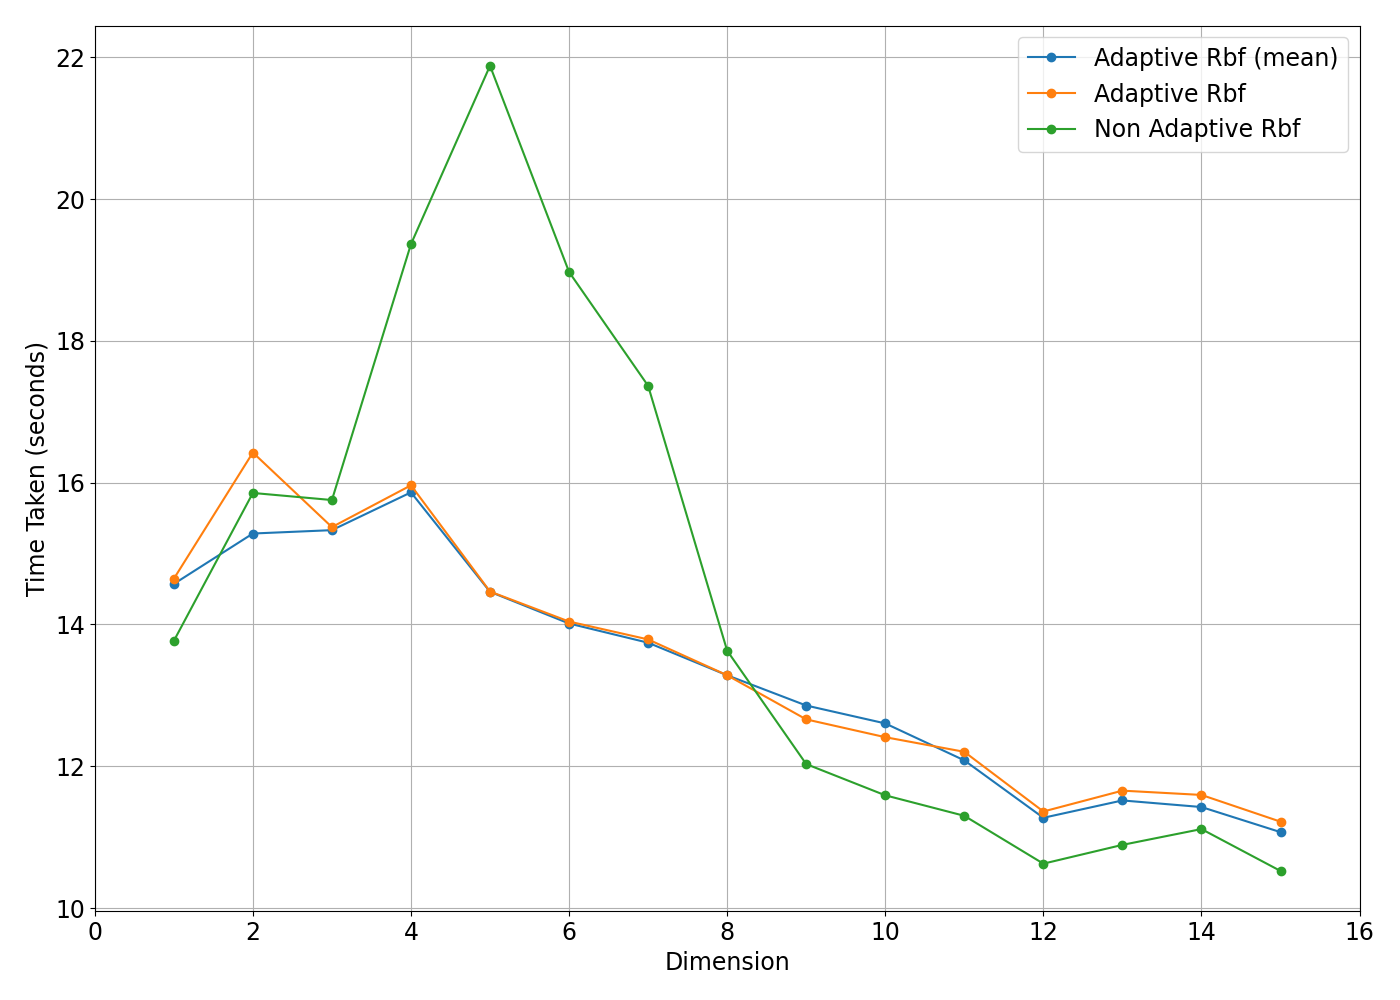 Adaptive Rbf (mean)
Adaptive Rbf
Non Adaptive Rbf
Time Taken (seconds)
22
20
18
16
14
12
10
0 2 4 6 8 10 12 14 16
Dimension